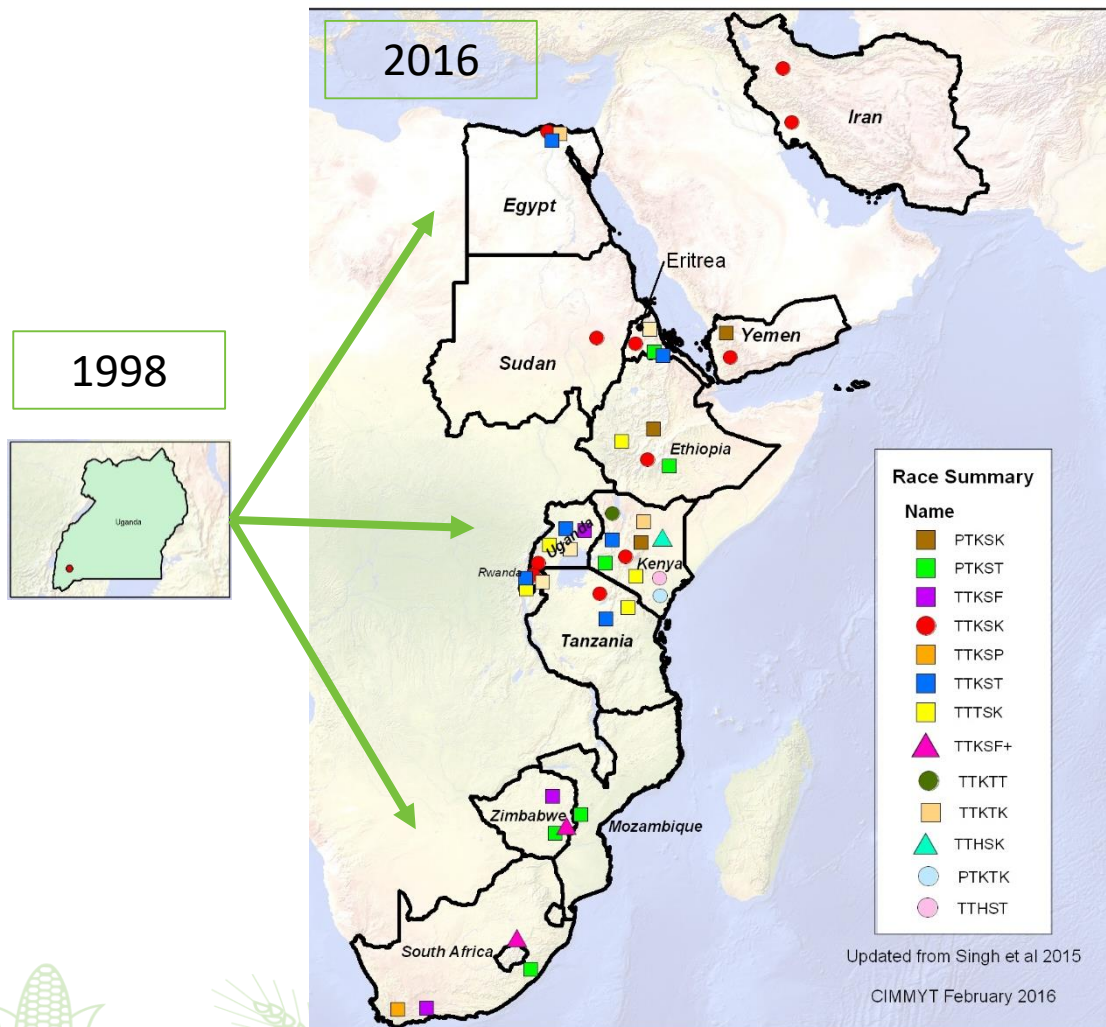 2016
Iran
Egypt
Eritrea
1998
Yemen
Sudan
Ethiopia
Race Summary
Name
PTKSK
PTKST
TTKSF
TTKSK
TTKSP
TTKST
TTTSK
TTKSF+
TTKTT
TTKTK
TTHSK
PTKTK
TTHST
Uganda
Uganda
Kenya
Rwanda
Tanzania
Zimbabwe
Mozambique
South Africa
Updated from Singh et al 2015
CIMMYT February 2016